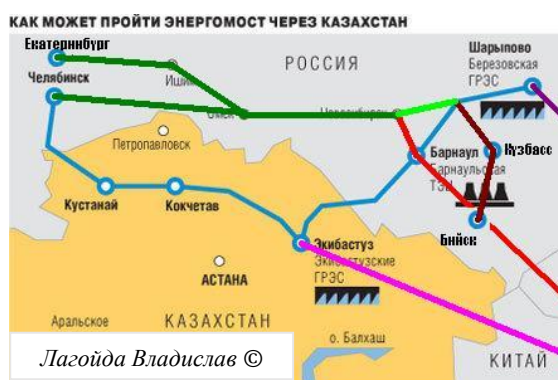 КАК МОЖЕТ ПРОЙТИ ЭНЕРГОМОСТ ЧЕРЕЗ КАЗАХСТАН
Екатеринбург
Шарыпово
Березовская
ГРЭС
РОССИЯ
Челябинск
Ишим
Омск
Новосибирск
Петропавловск
Барнаул
Барнаульская
ТЭЦ
Кузбасс
Кустанай
Кокчетав
Бийск
Экибастуз
Экибастузские
ГРЭС
АСТАНА
Аральское
КАЗАХСТАН
о. Балхаш
КИТАЙ
Лагойда Владислав ©